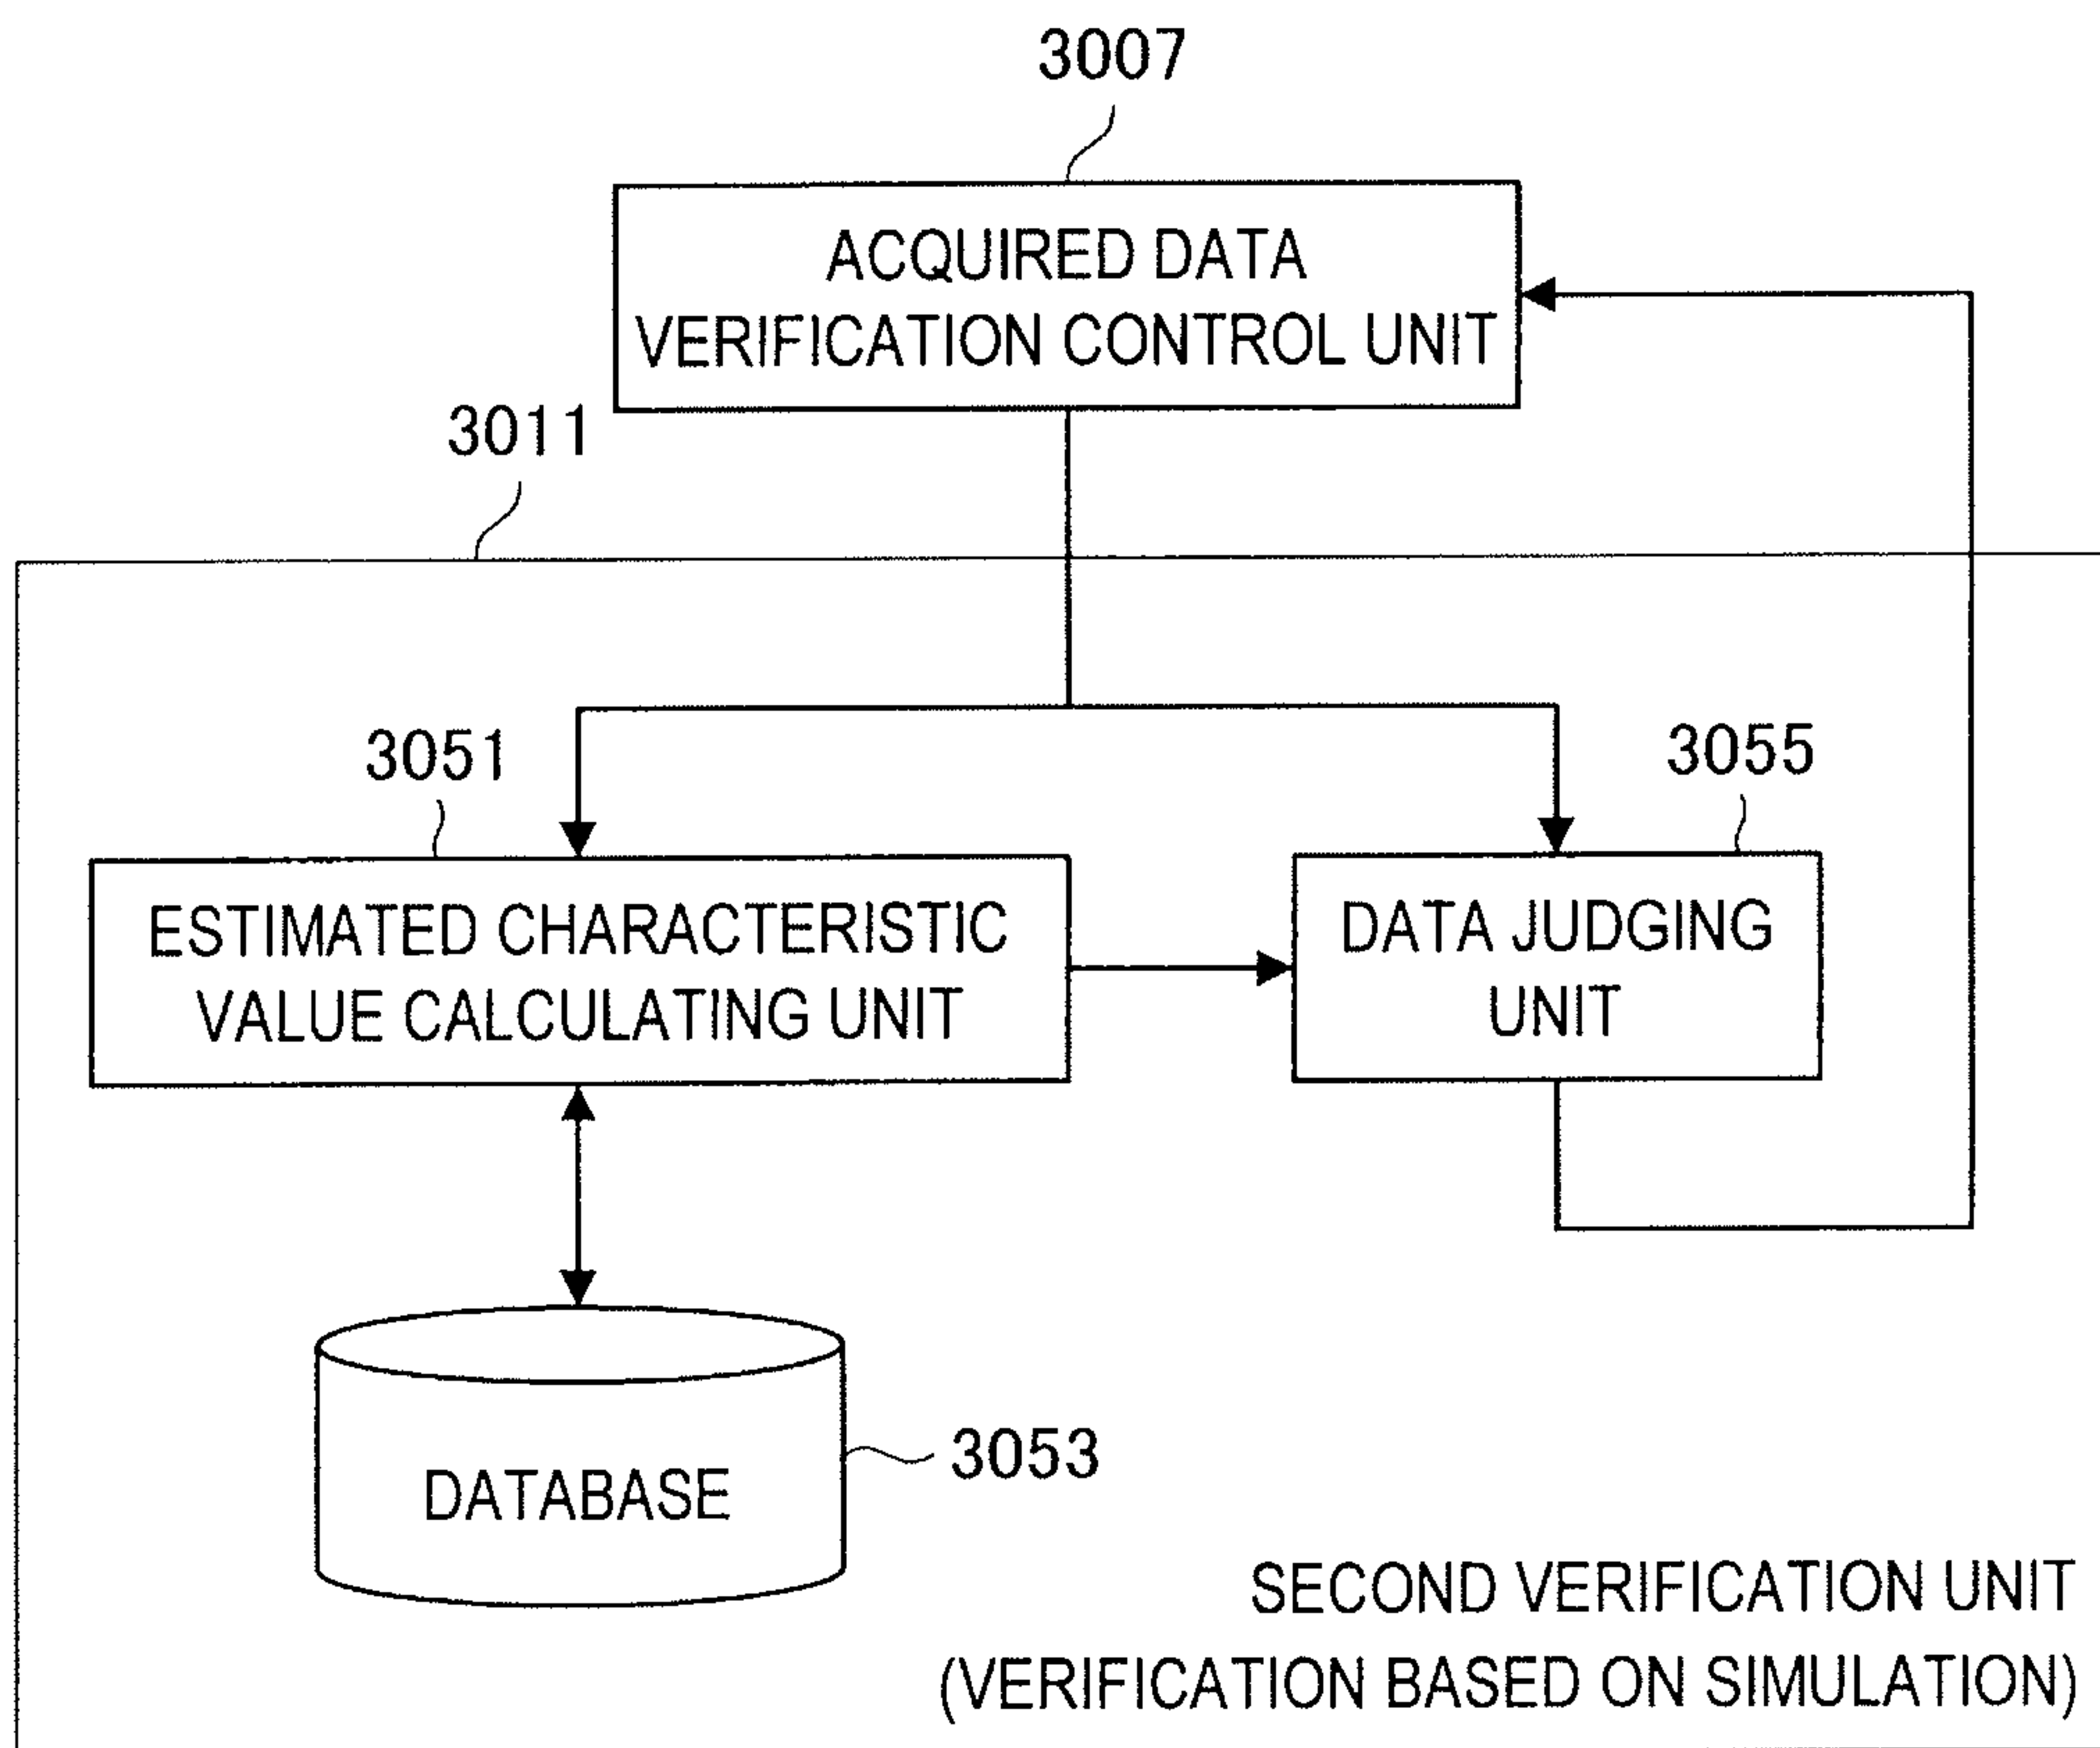 3007
ACQUIRED DATA
VERIFICATION CONTROL UNIT
3011
3051
3055
ESTIMATED CHARACTERISTIC
VALUE CALCULATING UNIT
DATA JUDGING
UNIT
3053
DATABASE
SECOND VERIFICATION UNIT
(VERIFICATION BASED ON SIMULATION)